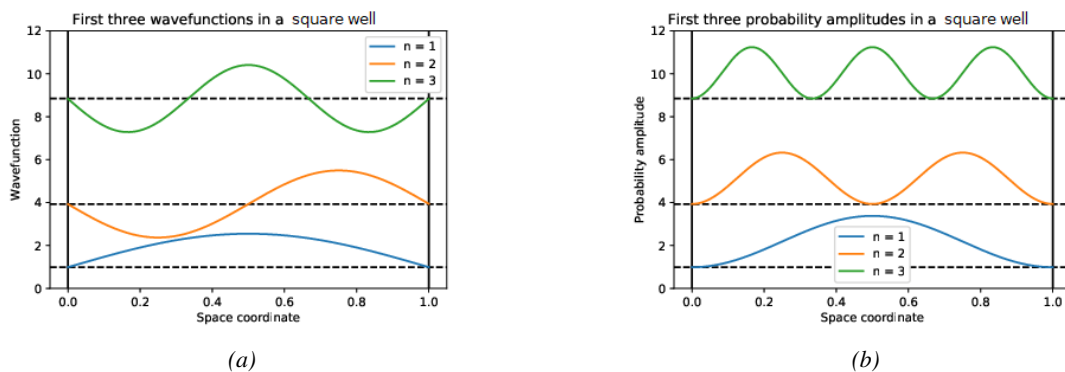 First three wavefunctions in a square well
12
10
8
6
4
2
0
Wavefunction
n = 1
n = 2
n = 3
0.0 0.2 0.4 0.6 0.8 1.0
Space coordinate
(a)
First three probability amplitudes in a square well
12
10
8
6
4
2
0
Probability amplitude
n = 1
n = 2
n = 3
0.0 0.2 0.4 0.6 0.8 1.0
Space coordinate
(b)